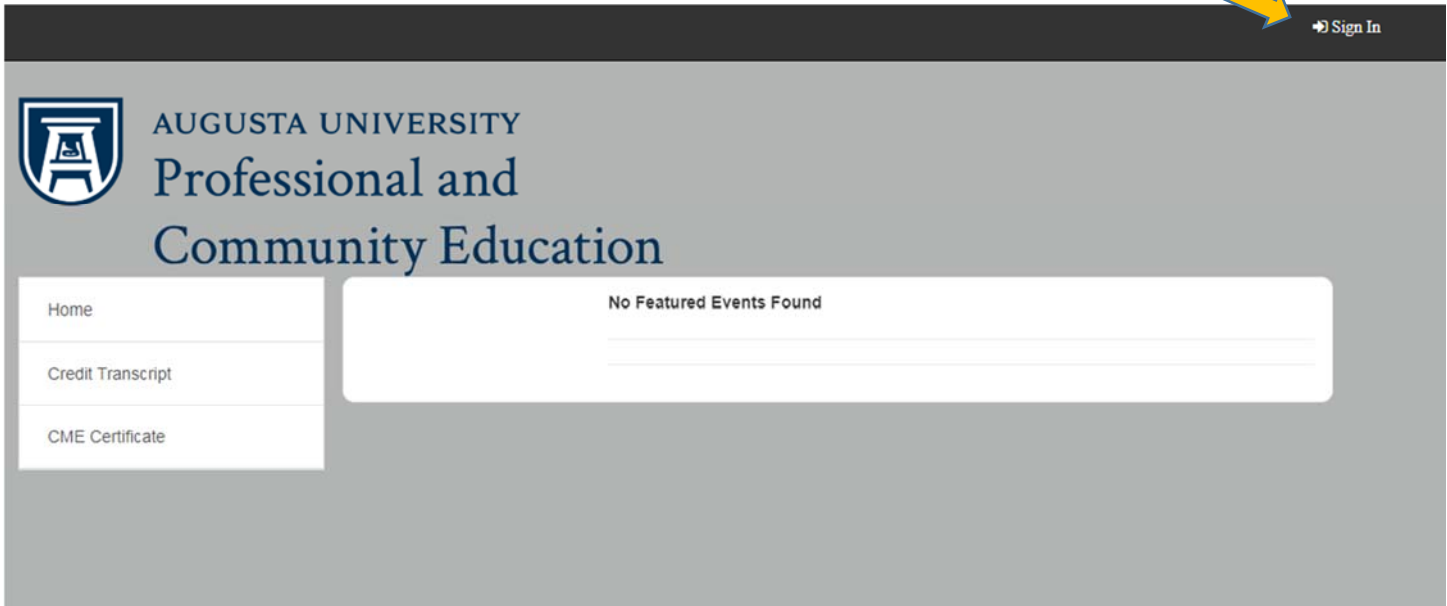 Sign In
AUGUSTA UNIVERSITY
Professional and
Community Education
Home
No Featured Events Found
Credit Transcript
CME Certificate